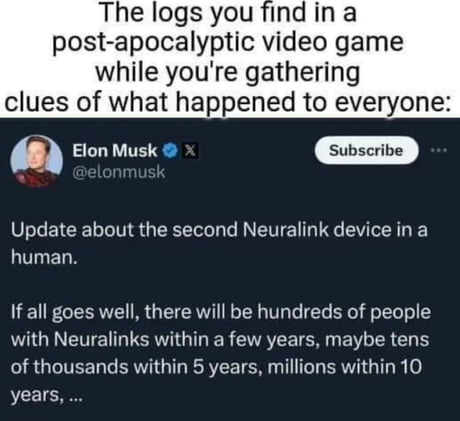 The logs you find in a
post-apocalyptic video game
while you're gathering
clues of what happened to everyone:
Elon Musk X
Subscribe
@elonmusk
Update about the second Neuralink device in a
human.
If all goes well, there will be hundreds of people
with Neuralinks within a few years, maybe tens
of thousands within 5 years, millions within 10
years, ...